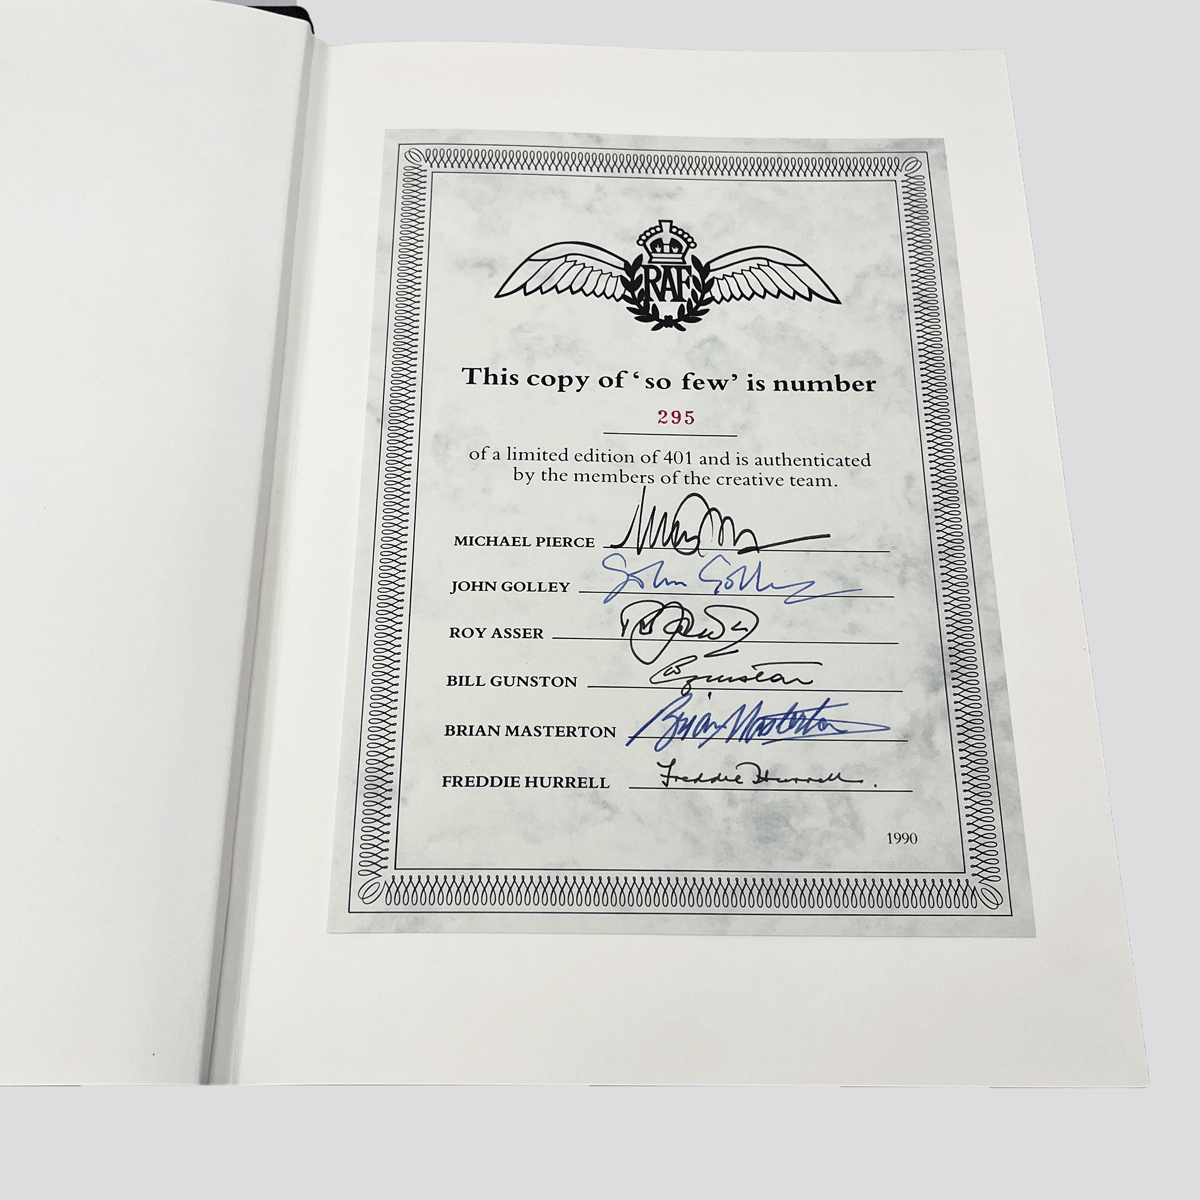 RAF
This copy of ‘so few’ is number
295
of a limited edition of 401 and is authenticated
by the members of the creative team.
MICHAEL PIERCE
JOHN GOLLEY John Golley
ROY ASSER
BILL GUNSTON Gunston
BRIAN MASTERTON Brian Masterton
FREDDIE HURRELL Freddie Hurrell.
1990